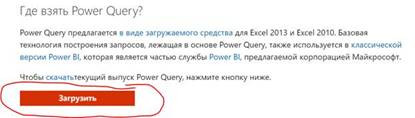 Где взять Power Query?
Power Query предлагается в виде загружаемого средства для Excel 2013 и Excel 2010. Базовая
технология построения запросов, лежащая в основе Power Query, также используется в классической
версии Power BI, которая является частью службы Power BI, предлагаемой корпорацией Майкрософт.
Чтобы скачатьтекущий выпуск Power Query, нажмите кнопку ниже.
Загрузить